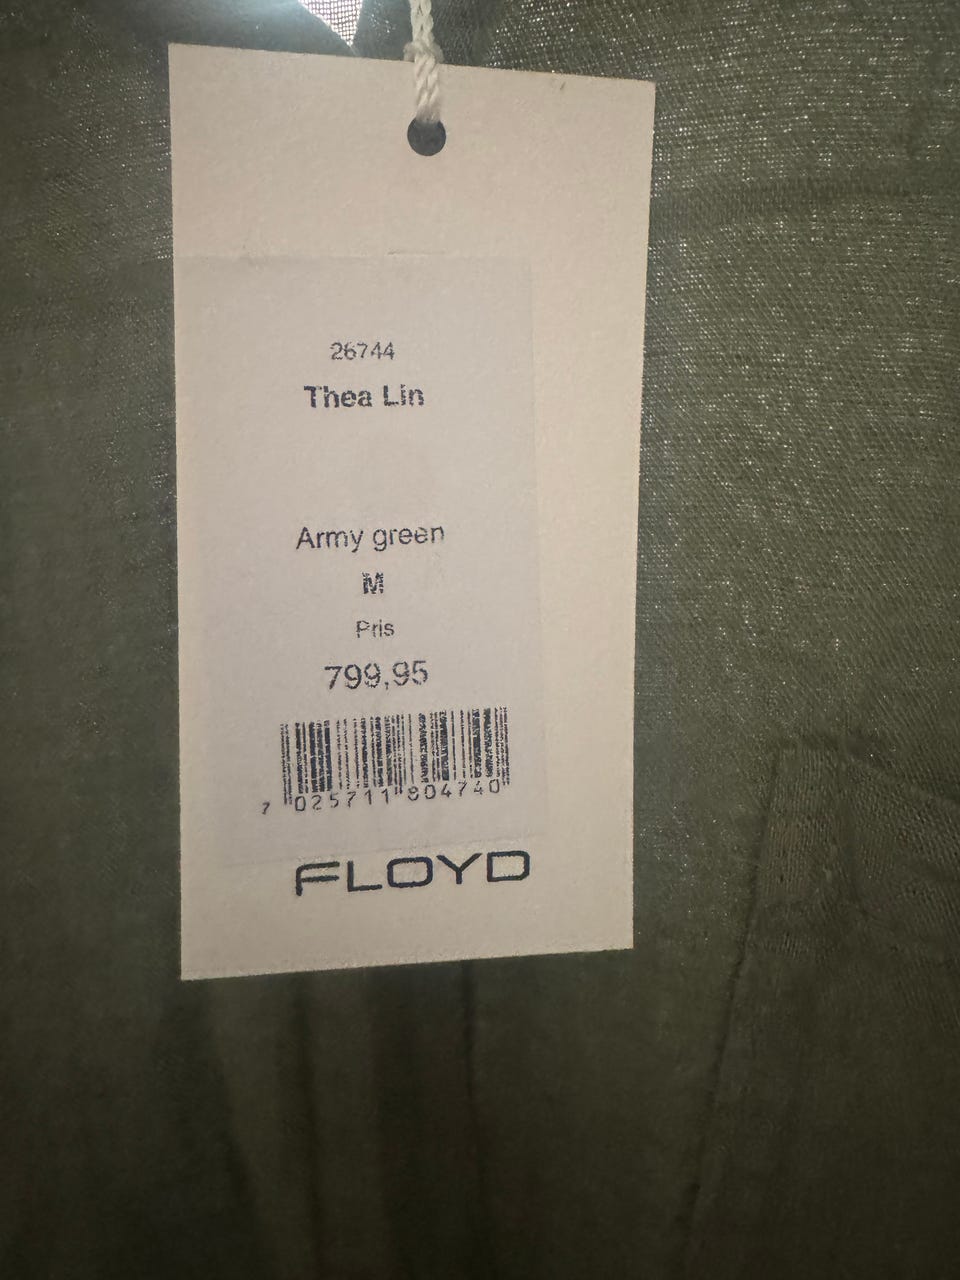 26744
Thea Lin
Army green
M
Pris
799,95
7 025711 804740
FLOYD